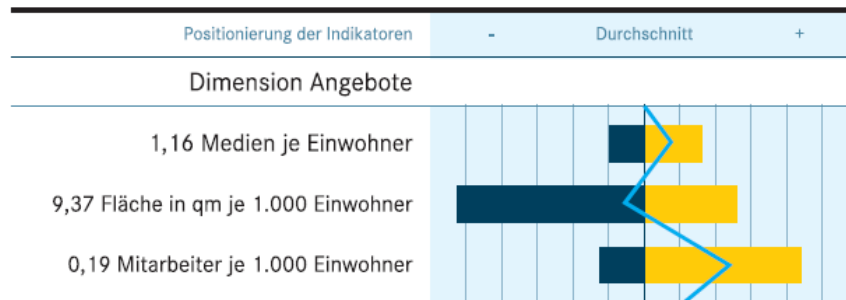 Positionierung der Indikatoren - Durchschnitt +
Dimension Angebote
1,16 Medien je Einwohner
9,37 Fläche in qm je 1.000 Einwohner
0,19 Mitarbeiter je 1.000 Einwohner